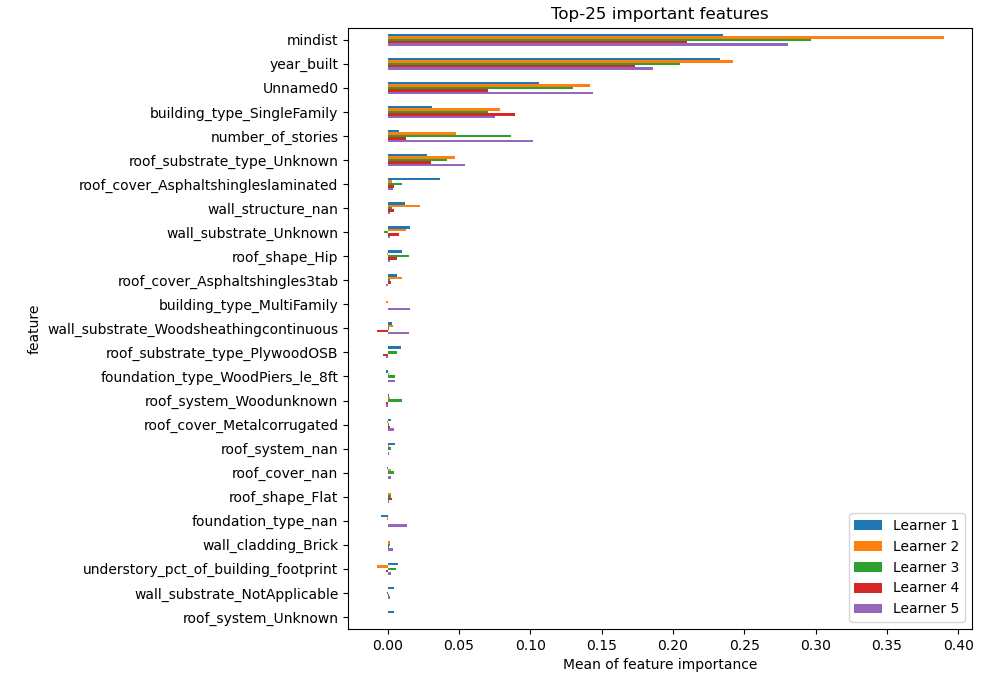 Top-25 important features
mindist
year_built
Unnamed0
building_type_SingleFamily
number_of_stories
roof_substrate_type_Unknown
roof_cover_Asphaltshingleslaminated
wall_structure_nan
wall_substrate_Unknown
roof_shape_Hip
roof_cover_Asphaltshingles3tab
building_type_MultiFamily
wall_substrate_Woodsheathingcontinuous
roof_substrate_type_PlywoodOSB
foundation_type_WoodPiers_le_8ft
roof_system_Woodunknown
roof_cover_Metalcorrugated
roof_system_nan
roof_cover_nan
roof_shape_Flat
foundation_type_nan
wall_cladding_Brick
understory_pct_of_building_footprint
wall_substrate_NotApplicable
roof_system_Unknown
feature
Learner 1
Learner 2
Learner 3
Learner 4
Learner 5
0.00 0.05 0.10 0.15 0.20 0.25 0.30 0.35 0.40
Mean of feature importance